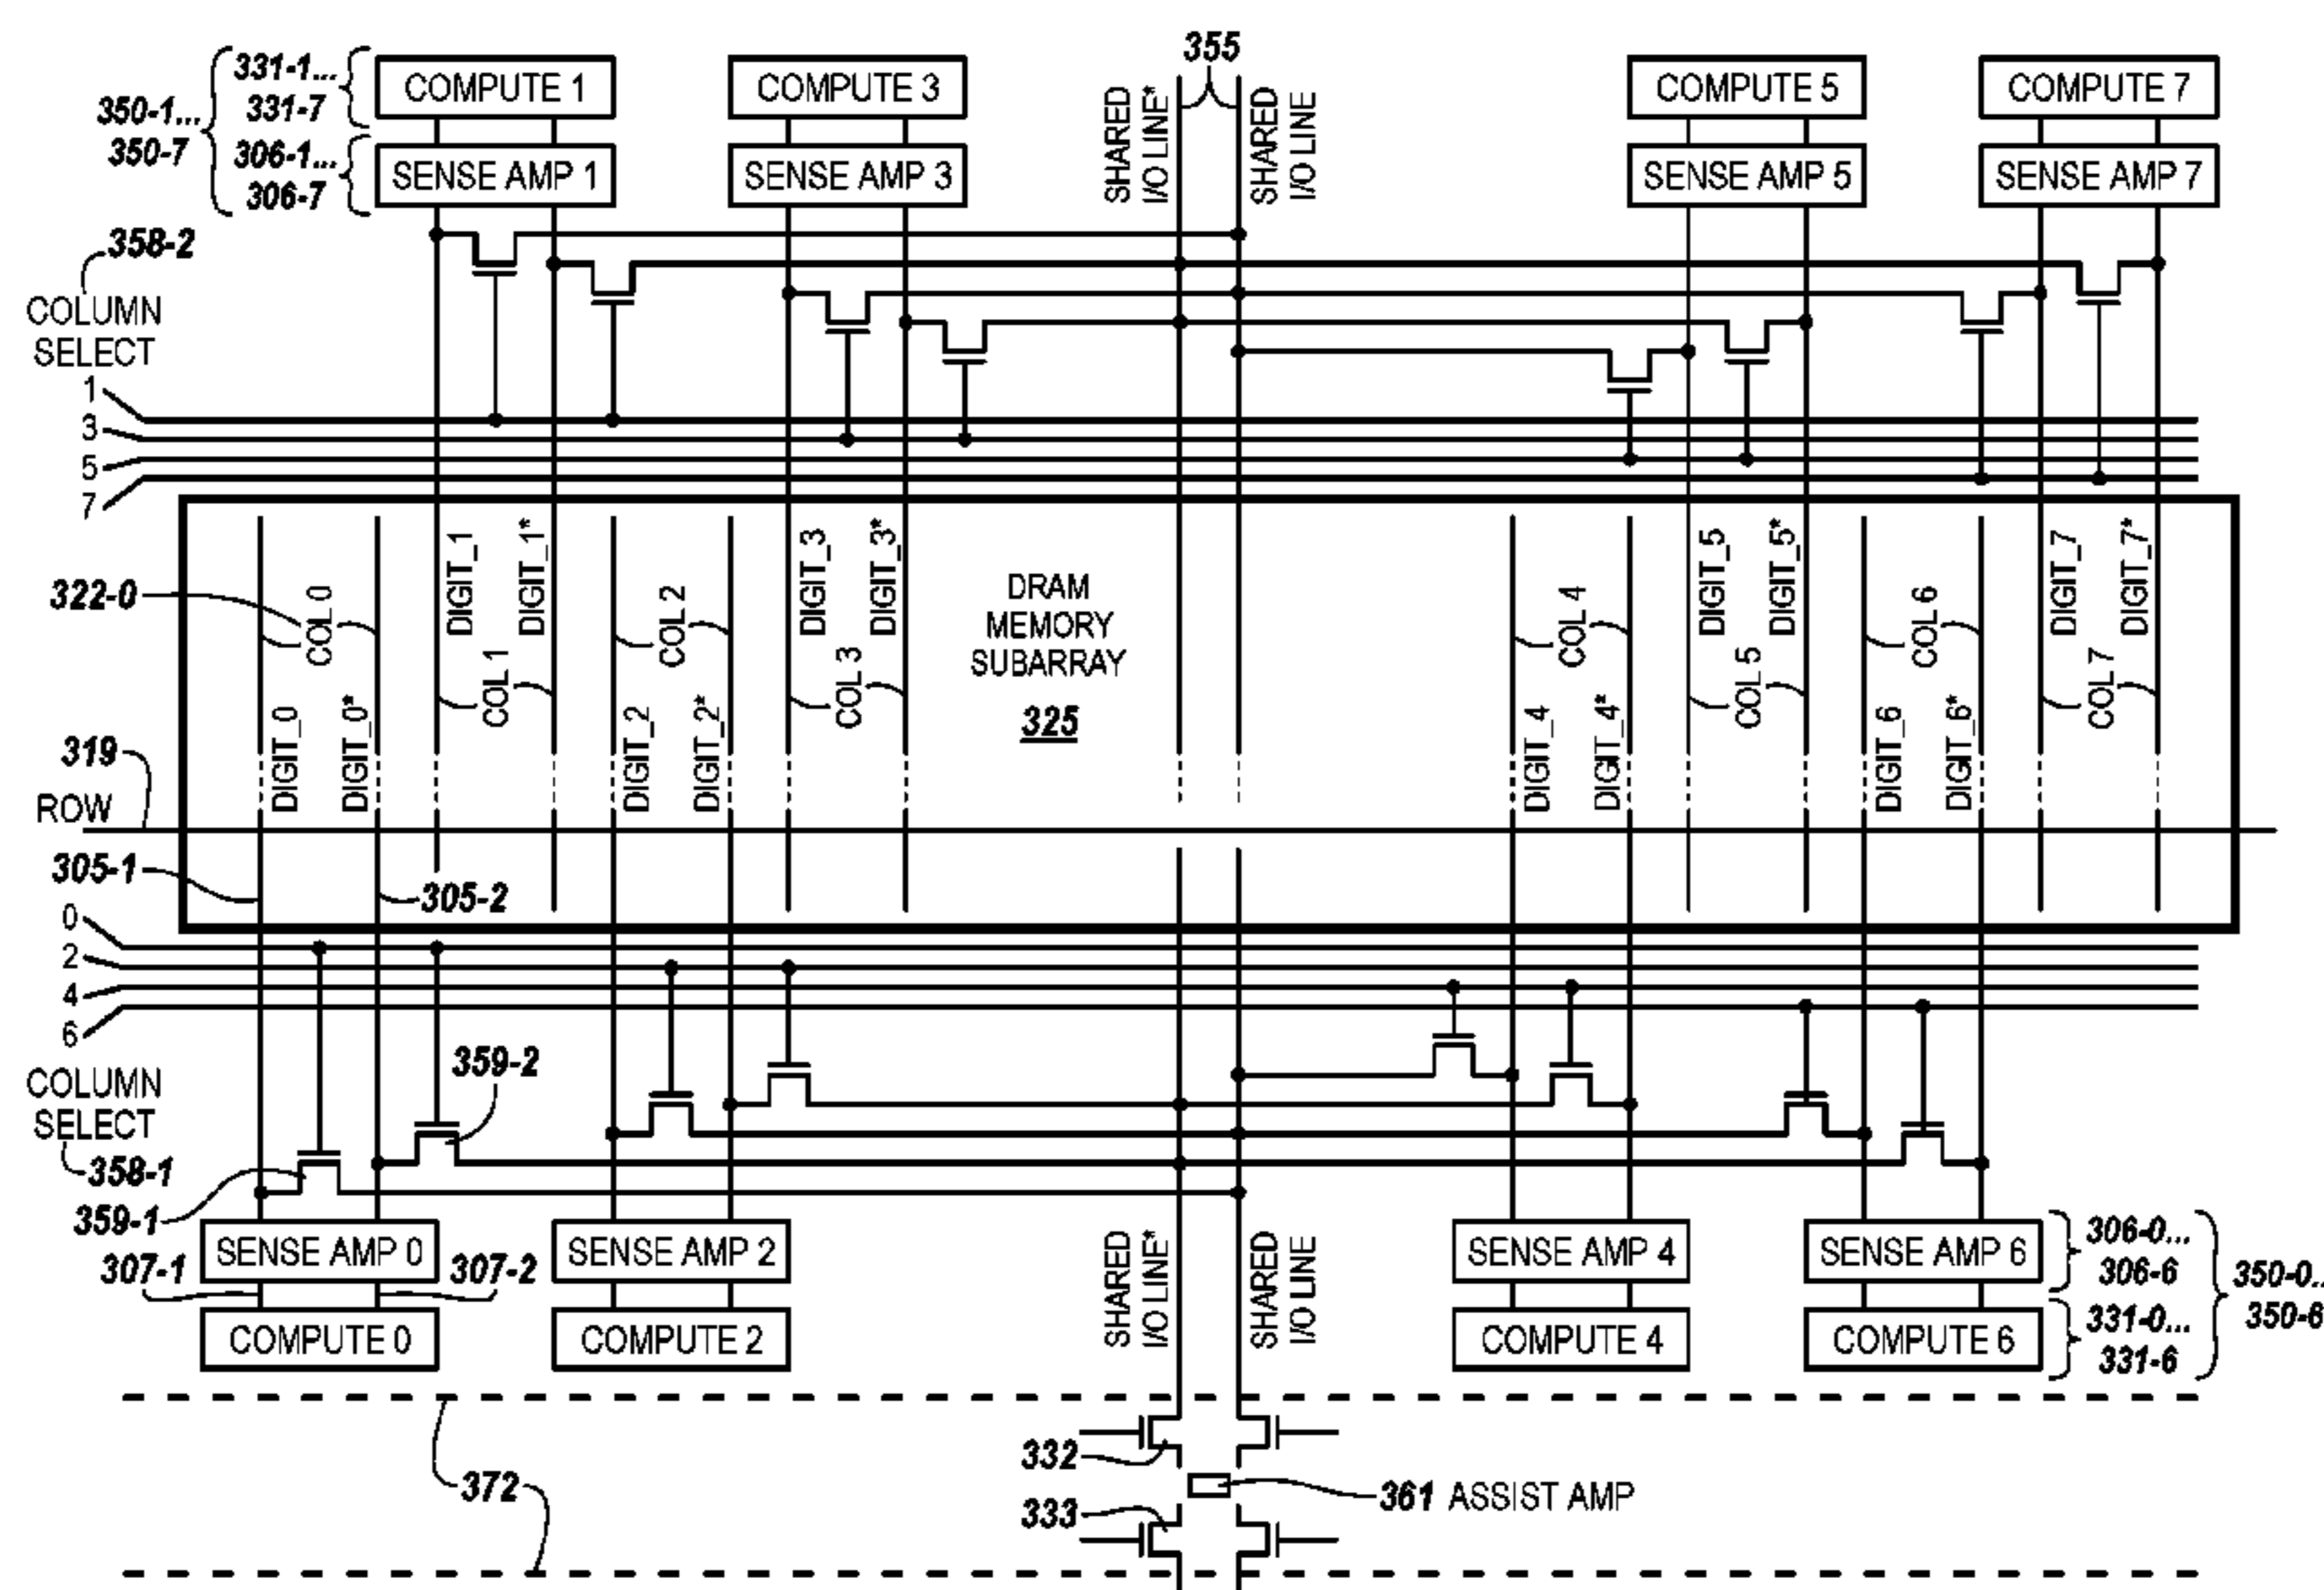 355
331-1...
331-7
350-1...
350-7
306-1...
306-7
COMPUTE 1
COMPUTE 3
COMPUTE 5
COMPUTE 7
SENSE AMP 1
SENSE AMP 3
SENSE AMP 5
SENSE AMP 7
SHARED
I/O LINE*
SHARED
I/O LINE
358-2
COLUMN
SELECT
1
3
5
7
322-0
COL 0
DIGIT_0
DIGIT_0*
DIGIT_1
DIGIT_1*
COL 1
COL 2
DIGIT_2
DIGIT_2*
DIGIT_3
DIGIT_3*
COL 3
DRAM
MEMORY
SUBARRAY
325
COL 4
DIGIT_4
DIGIT_4*
DIGIT_5
DIGIT_5*
COL 5
COL 6
DIGIT_6
DIGIT_6*
DIGIT_7
DIGIT_7*
COL 7
319
ROW
305-1
305-2
0
2
4
6
COLUMN
SELECT
358-1
359-2
359-1
SENSE AMP 0
SENSE AMP 2
SENSE AMP 4
SENSE AMP 6
307-1
307-2
COMPUTE 0
COMPUTE 2
COMPUTE 4
COMPUTE 6
SHARED
I/O LINE*
SHARED
I/O LINE
306-0...
306-6
331-0...
331-6
350-0..
350-6
372
332
361 ASSIST AMP
333